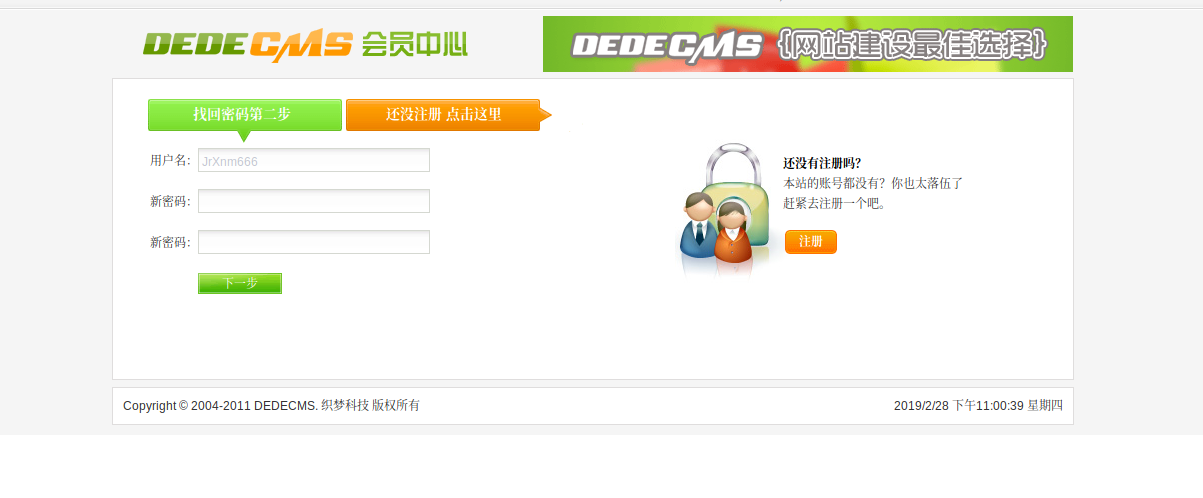 DEDECMS 会员中心
DEDECMS {网站建设最佳选择}
找回密码第二步
还没注册 点击这里
用户名：
JrXnm666
新密码：
新密码：
下一步
还没有注册吗?
本站的账号都没有？你也太落伍了
赶紧去注册一个吧。
注册
Copyright © 2004-2011 DEDECMS. 织梦科技 版权所有
2019/2/28 下午11:00:39 星期四